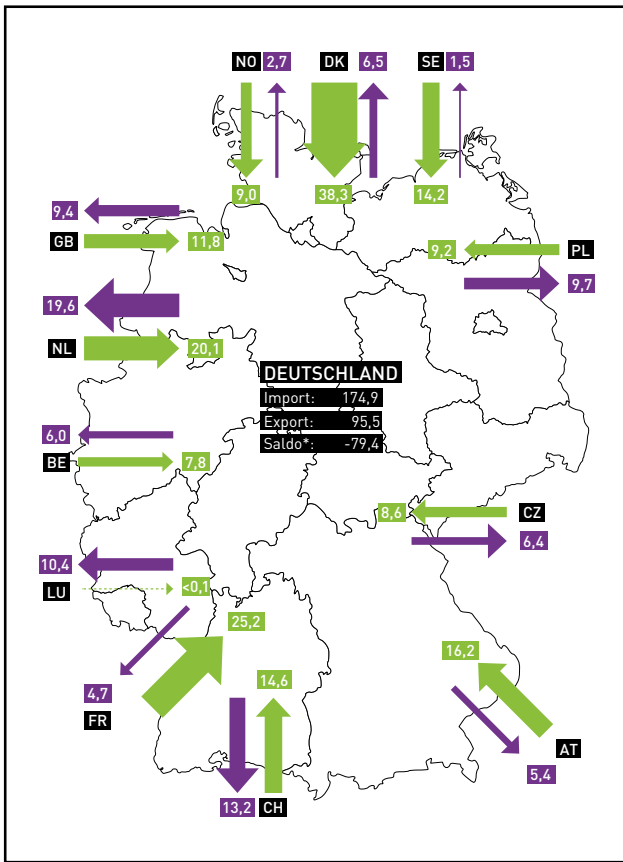 NO 2,7 DK 6,5 SE 1,5
9,0 38,3 14,2
9,4
GB 11,8
9,2 PL
9,7
19,6
NL 20,1
DEUTSCHLAND
Import: 174,9
Export: 95,5
Saldo*: -79,4
6,0
BE 7,8
8,6 CZ
6,4
10,4
LU <0,1
25,2
4,7
FR
14,6
16,2
AT
5,4
13,2 CH